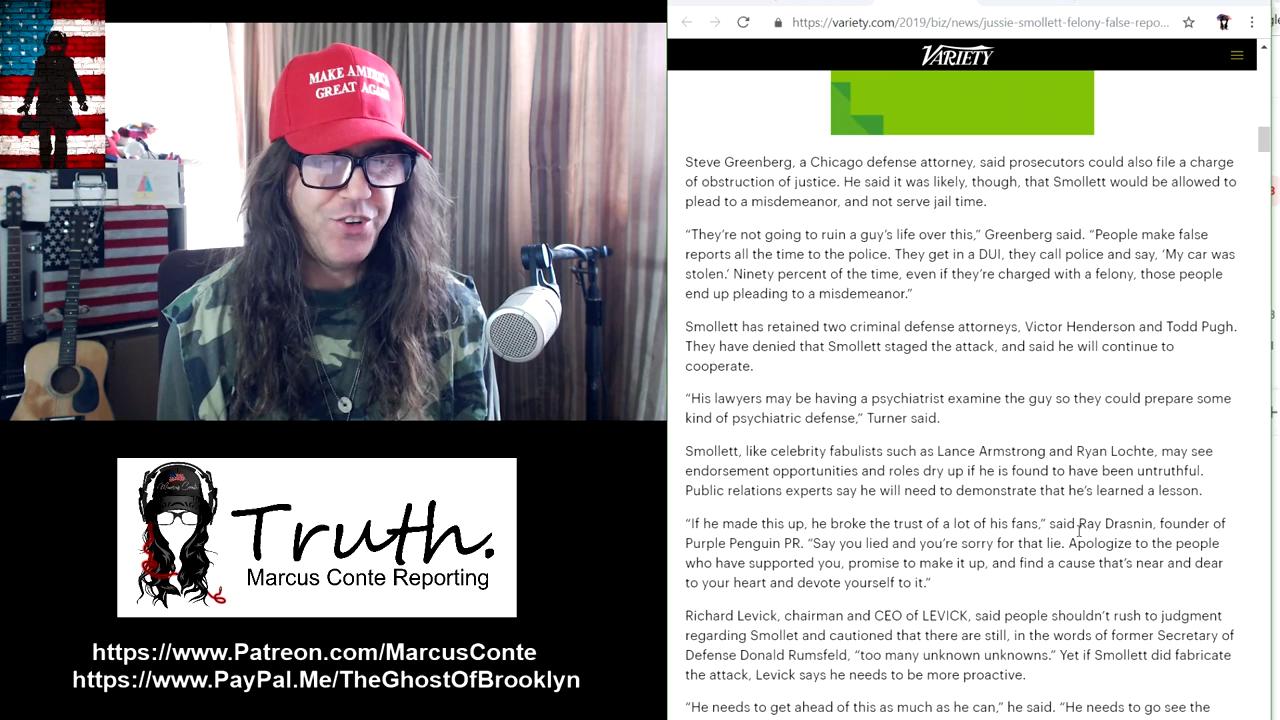 MAKE AMERICA
GREAT AGAIN
Truth.
Marcus Conte Reporting
https://www.Patreon.com/MarcusConte
https://www.PayPal.Me/TheGhostOfBrooklyn
https://variety.com/2019/biz/news/jussie-smollett-felony-false-repo...
VARIETY
Steve Greenberg, a Chicago defense attorney, said prosecutors could also file a charge
of obstruction of justice. He said it was likely, though, that Smollett would be allowed to
plead to a misdemeanor, and not serve jail time.
“They’re not going to ruin a guy’s life over this,” Greenberg said. “People make false
reports all the time to the police. They get in a DUI, they call police and say, ‘My car was
stolen.’ Ninety percent of the time, even if they’re charged with a felony, those people
end up pleading to a misdemeanor.”
Smollett has retained two criminal defense attorneys, Victor Henderson and Todd Pugh.
They have denied that Smollett staged the attack, and said he will continue to
cooperate.
“His lawyers may be having a psychiatrist examine the guy so they could prepare some
kind of psychiatric defense,” Turner said.
Smollett, like celebrity fabulists such as Lance Armstrong and Ryan Lochte, may see
endorsement opportunities and roles dry up if he is found to have been untruthful.
Public relations experts say he will need to demonstrate that he’s learned a lesson.
“If he made this up, he broke the trust of a lot of his fans,” said Ray Drasnin, founder of
Purple Penguin PR. “Say you lied and you’re sorry for that lie. Apologize to the people
who have supported you, promise to make it up, and find a cause that’s near and dear
to your heart and devote yourself to it.”
Richard Levick, chairman and CEO of LEVICK, said people shouldn’t rush to judgment
regarding Smollet and cautioned that there are still, in the words of former Secretary of
Defense Donald Rumsfeld, “too many unknown unknowns.” Yet if Smollett did fabricate
the attack, Levick says he needs to be more proactive.
“He needs to get ahead of this as much as he can,” he said. “He needs to go see the